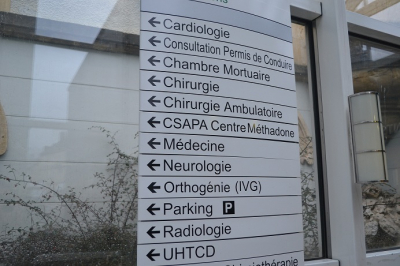 ← Cardiologie
← Consultation Permis de Conduire
← Chambre Mortuaire
← Chirurgie
← Chirurgie Ambulatoire
← CSAPA Centre Méthadone
← Médecine
← Neurologie
← Orthogénie (IVG)
← Parking P
← Radiologie
← UHTCD